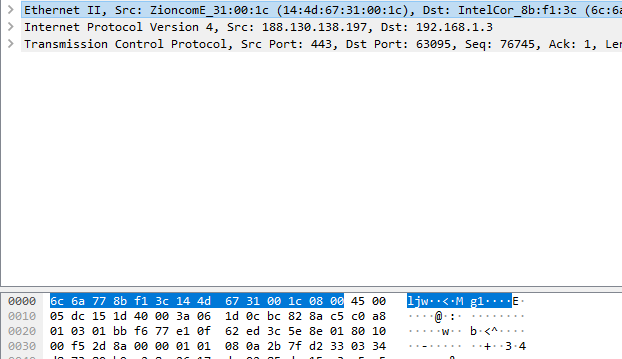 Ethernet II, Src: ZioncomE_31:00:1c (14:4d:67:31:00:1c), Dst: IntelCor_8b:f1:3c (6c:6a
Internet Protocol Version 4, Src: 188.130.138.197, Dst: 192.168.1.3
Transmission Control Protocol, Src Port: 443, Dst Port: 63095, Seq: 76745, Ack: 1, Len
0000 6c 6a 77 8b f1 3c 14 4d 67 31 00 1c 08 00 45 00 ljw··<·M g1····E·
0010 05 dc 15 1d 40 00 3a 06 1d 0c bc 82 8a c5 c0 a8 ····@·:· ········
0020 01 03 01 bb f6 77 e1 0f 62 ed 3c 5e 8e 01 80 10 ·····w·· b·<^····
0030 00 f5 2d 8a 00 00 01 01 08 0a 2b 7f d2 33 03 34 ··-····· ··+··3·4